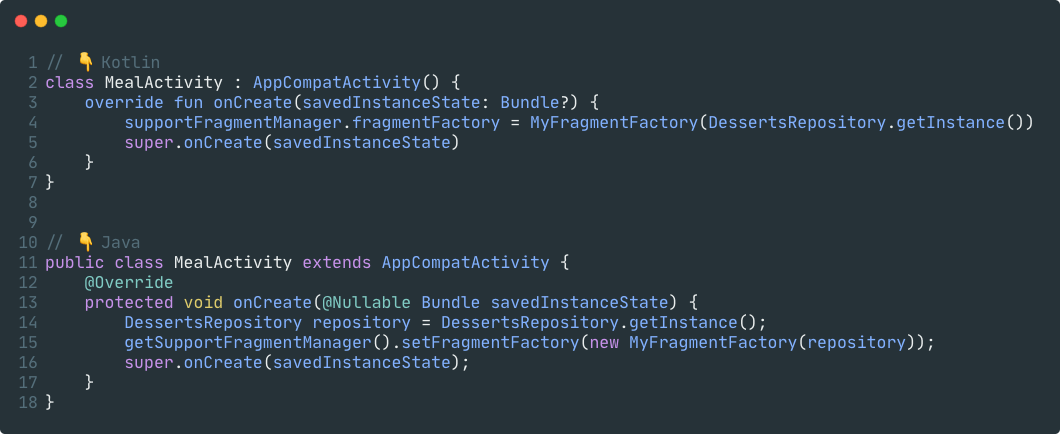 1 // 👇 Kotlin
2 class MealActivity : AppCompatActivity() {
3     override fun onCreate(savedInstanceState: Bundle?) {
4         supportFragmentManager.fragmentFactory = MyFragmentFactory(DessertsRepository.getInstance())
5         super.onCreate(savedInstanceState)
6     }
7 }
8
9
10 // 👇 Java
11 public class MealActivity extends AppCompatActivity {
12     @Override
13     protected void onCreate(@Nullable Bundle savedInstanceState) {
14         DessertsRepository repository = DessertsRepository.getInstance();
15         getSupportFragmentManager().setFragmentFactory(new MyFragmentFactory(repository));
16         super.onCreate(savedInstanceState);
17     }
18 }